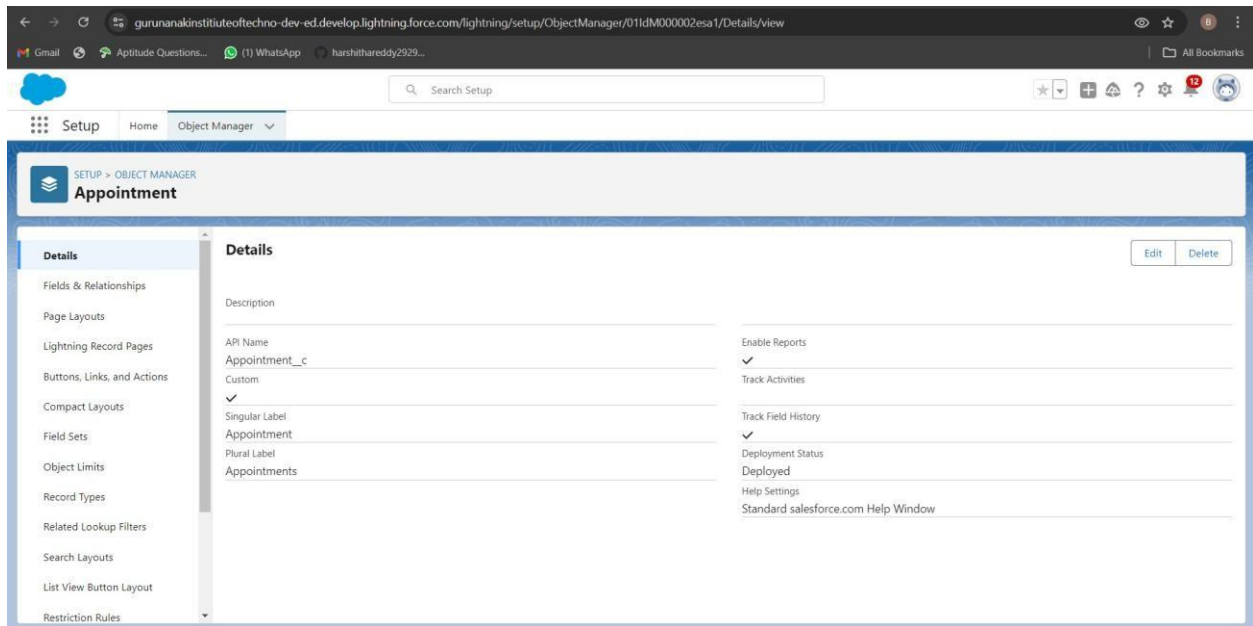 gurunanakinstitiuteoftechno-dev-ed.develop.lightning.force.com/lightning/setup/ObjectManager/01IdM000002esa1/Details/view
B
Gmail Aptitude Questions... (1) WhatsApp harshithareddy2929... All Bookmarks
Search Setup
12
Setup Home Object Manager
SETUP > OBJECT MANAGER
Appointment
Details
Fields & Relationships
Page Layouts
Lightning Record Pages
Buttons, Links, and Actions
Compact Layouts
Field Sets
Object Limits
Record Types
Related Lookup Filters
Search Layouts
List View Button Layout
Restriction Rules
Details
Edit Delete
Description
API Name
Appointment__c
Custom
Singular Label
Appointment
Plural Label
Appointments
Enable Reports
Track Activities
Track Field History
Deployment Status
Deployed
Help Settings
Standard salesforce.com Help Window